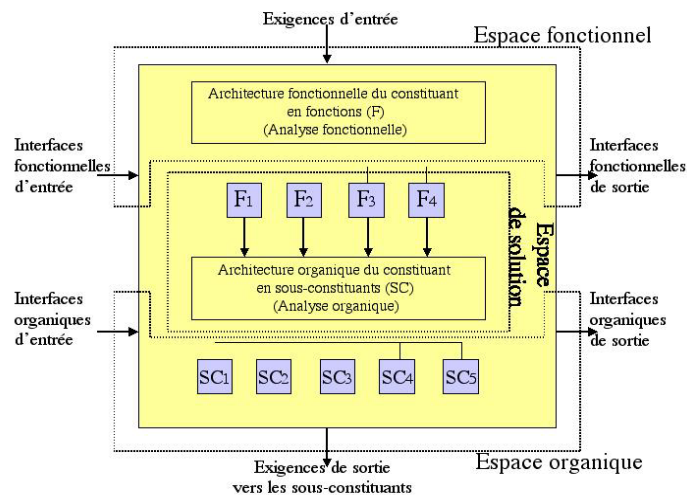 Exigences d'entrée
Espace fonctionnel
Architecture fonctionnelle du constituant
en fonctions (F)
(Analyse fonctionnelle)
Interfaces
fonctionnelles
d'entrée
Interfaces
fonctionnelles
de sortie
F1
F2
F3
F4
Espace
de solution
Architecture organique du constituant
en sous-constituants (SC)
(Analyse organique)
Interfaces
organiques
d'entrée
Interfaces
organiques
de sortie
SC1
SC2
SC3
SC4
SC5
Espace organique
Exigences de sortie
vers les sous-constituants